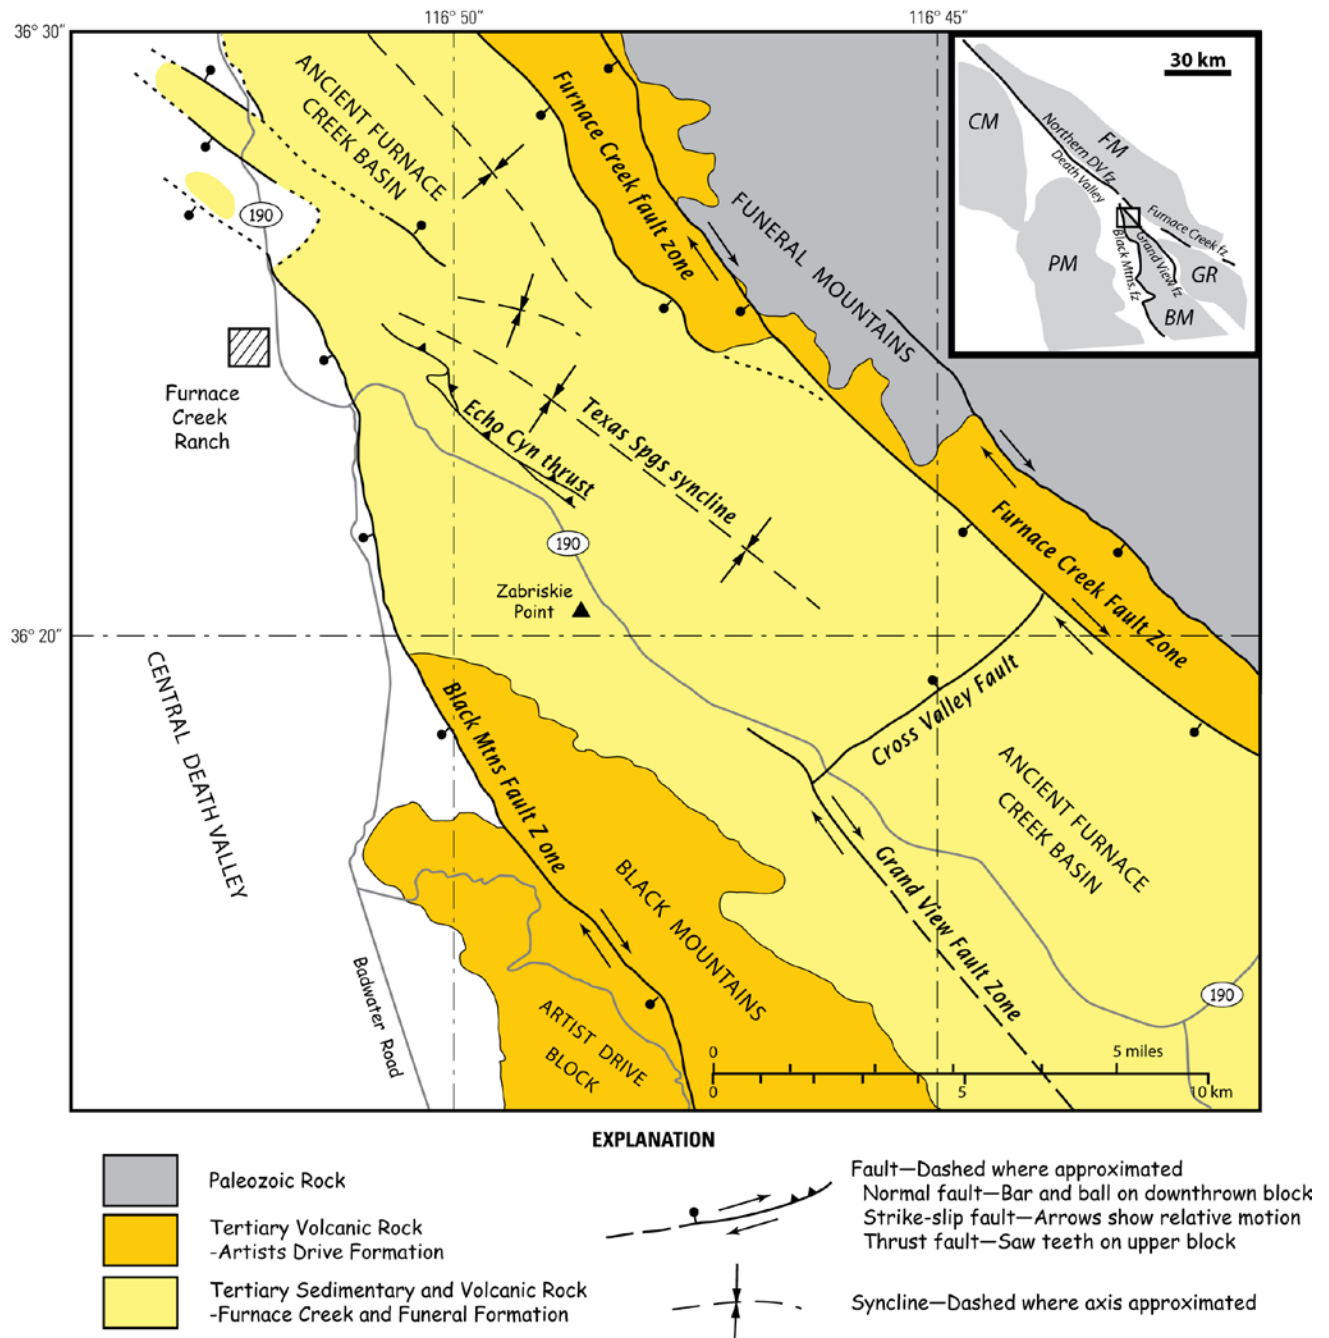 116° 50”
116° 45”
36° 30”
36° 20”
ANCIENT FURNACE
CREEK BASIN
Furnace Creek fault zone
FUNERAL MOUNTAINS
30 km
CM
FM
Northern DV fz
Death Valley
Furnace Creek fz
Black Mtns. fz
Grand View fz
PM
GR
BM
190
Furnace
Creek
Ranch
Echo Cyn thrust
Texas Spgs syncline
190
Zabriskie
Point
Furnace Creek Fault Zone
Cross Valley Fault
CENTRAL DEATH VALLEY
Black Mtns Fault Z one
BLACK MOUNTAINS
Grand View Fault Zone
ANCIENT FURNACE
CREEK BASIN
190
Badwater Road
ARTIST DRIVE
BLOCK
0
5 miles
0
5
10 km
EXPLANATION
Paleozoic Rock
Tertiary Volcanic Rock
-Artists Drive Formation
Tertiary Sedimentary and Volcanic Rock
-Furnace Creek and Funeral Formation
Fault—Dashed where approximated
Normal fault—Bar and ball on downthrown block
Strike-slip fault—Arrows show relative motion
Thrust fault—Saw teeth on upper block
Syncline—Dashed where axis approximated